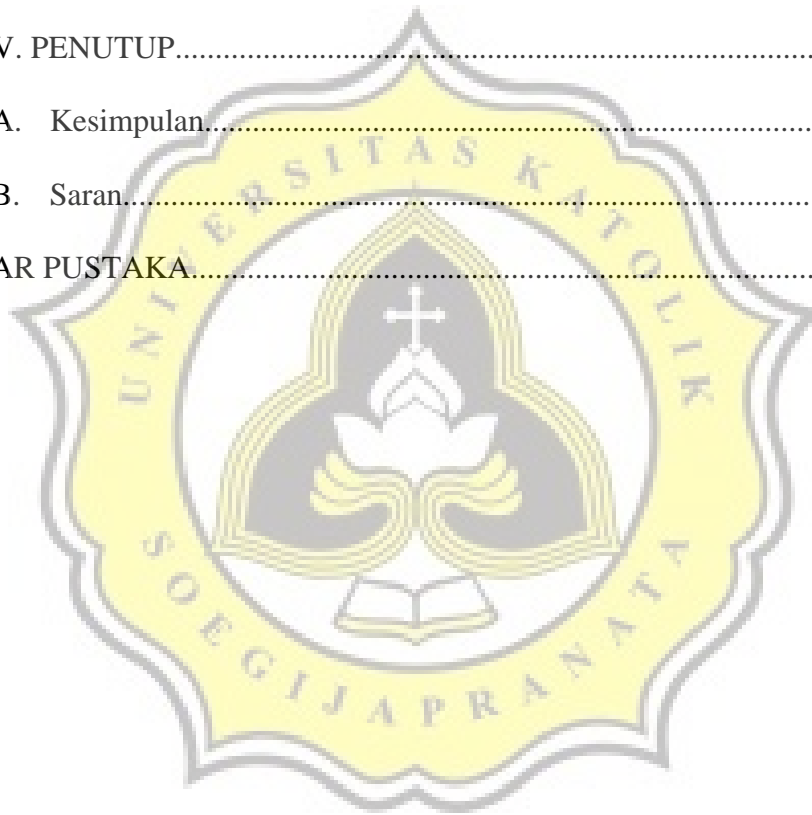 V. PENUTUP
A. Kesimpulan
B. Saran
AR PUSTAKA
UNIVERSITAS KATOLIK
SOEGIJAPRANATA